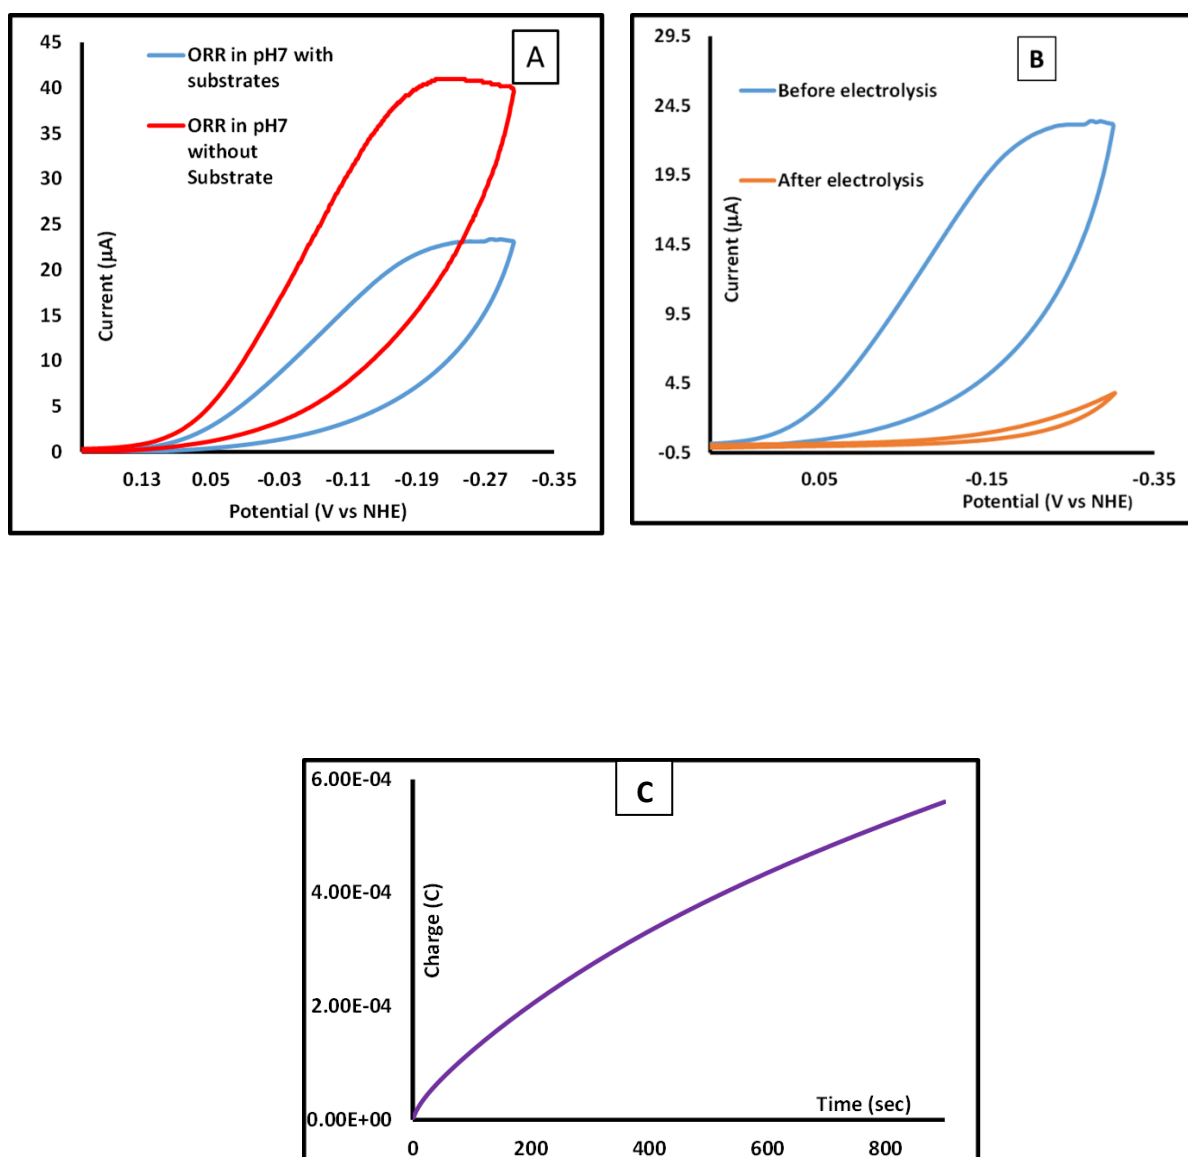 A
45
40
35
30
25
20
15
10
5
0
Current (µA)
ORR in pH7 with
substrates
ORR in pH7
without
Substrate
0.13 0.05 -0.03 -0.11 -0.19 -0.27 -0.35
Potential (V vs NHE)
B
29.5
24.5
19.5
14.5
9.5
4.5
-0.5
Current (µA)
Before electrolysis
After electrolysis
0.05 -0.15 -0.35
Potential (V vs NHE)
C
6.00E-04
4.00E-04
2.00E-04
0.00E+00
Charge (C)
Time (sec)
0 200 400 600 800